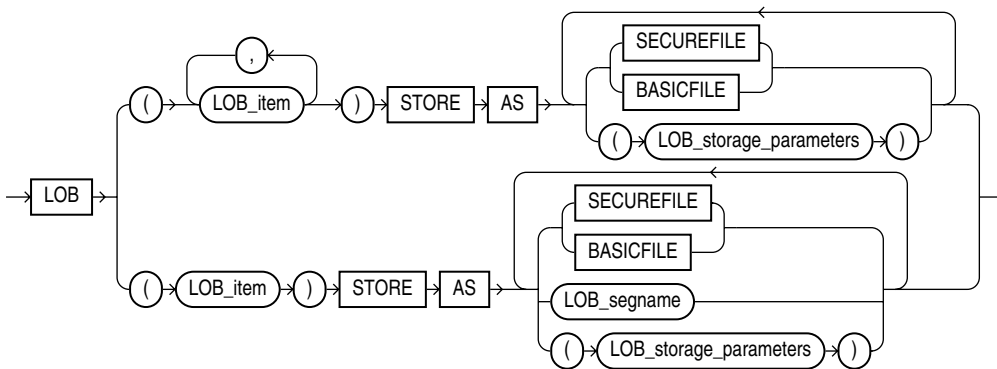 ,
SECUREFILE
BASICFILE
( LOB_item ) STORE AS
( LOB_storage_parameters )
LOB
SECUREFILE
BASICFILE
( LOB_item ) STORE AS
LOB_segname
( LOB_storage_parameters )